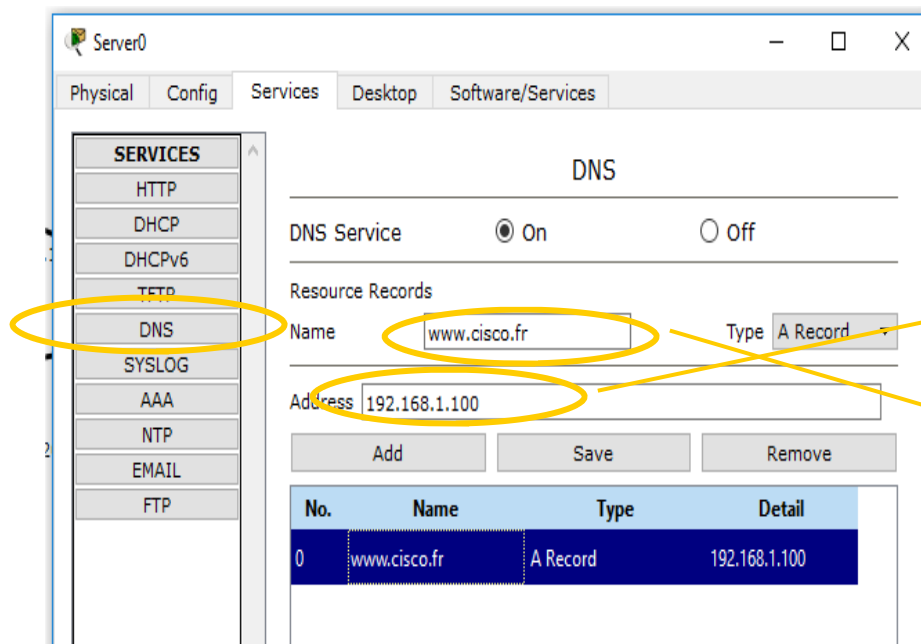 Server0
Physical Config Services Desktop Software/Services
SERVICES
HTTP
DHCP
DHCPv6
TFTP
DNS
SYSLOG
AAA
NTP
EMAIL
FTP
DNS
DNS Service On Off
Resource Records
Name www.cisco.fr Type A Record
Address 192.168.1.100
Add Save Remove
No. Name Type Detail
0 www.cisco.fr A Record 192.168.1.100